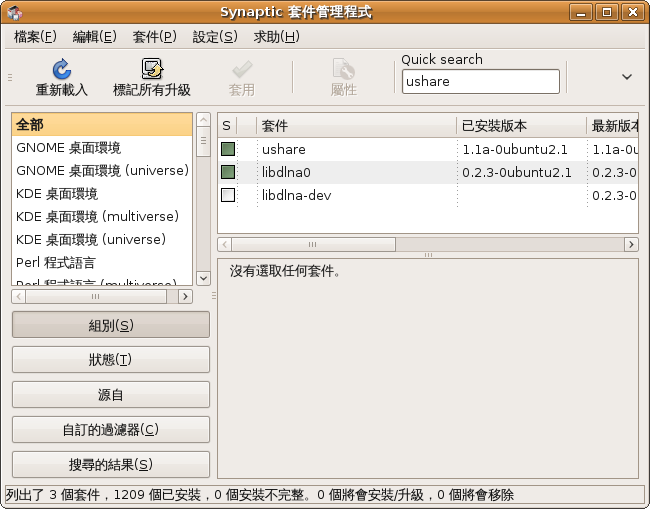 Synaptic 套件管理程式
檔案(F) 編輯(E) 套件(P) 設定(S) 求助(H)
重新載入 標記所有升級 套用 屬性
Quick search
ushare
全部
GNOME 桌面環境
GNOME 桌面環境 (universe)
KDE 桌面環境
KDE 桌面環境 (multiverse)
KDE 桌面環境 (universe)
Perl 程式語言
Perl 程式語言 (multiverse)
組別(S)
狀態(T)
源自
自訂的過濾器(C)
搜尋的結果(S)
S 套件 已安裝版本 最新版本
ushare 1.1a-0ubuntu2.1 1.1a-0u
libdlna0 0.2.3-0ubuntu2.1 0.2.3-0
libdlna-dev 0.2.3-0
沒有選取任何套件。
列出了 3 個套件，1209 個已安裝，0 個安裝不完整。0 個將會安裝/升級，0 個將會移除